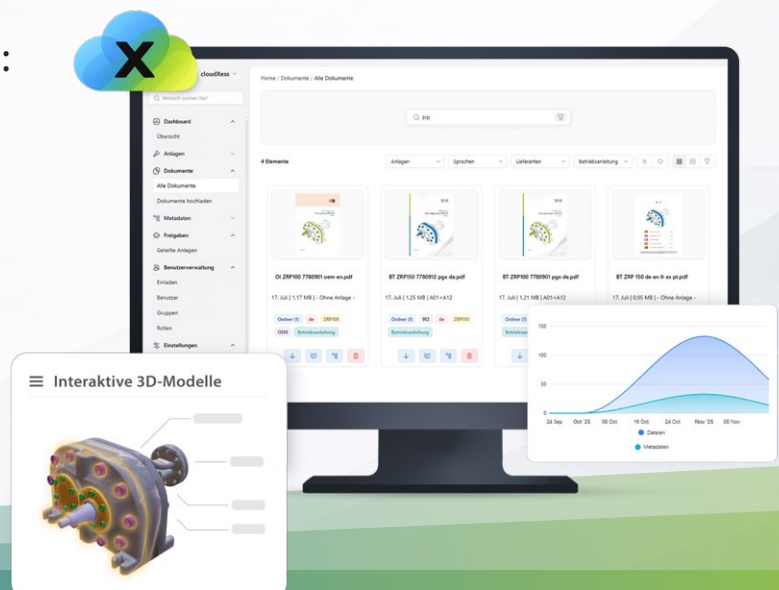 :
X
cloudXess
Home / Dokumente / Alle Dokumente
Wonach suchen Sie?
zrp
Dashboard
Übersicht
Anlagen
Dokumente
Alle Dokumente
Dokumente hochladen
Metadaten
Freigaben
Geteilte Anlagen
Benutzerverwaltung
Einladen
Benutzer
Gruppen
Rollen
Einstellungen
4 Elemente
Anlagen
Sprachen
Lieferanten
Betriebsanleitung
OI ZRP100 7780901 oem en.pdf
17. Juli | 1,17 MB | - Ohne Anlage -
Ordner (1) de ZRP100
OEM Betriebsanleitung
BT ZRP150 7780912 pgx de.pdf
17. Juli | 1.25 MB | A01+A12
Ordner (1) 912 de ZRP150
Betriebsanleitung
BT ZRP100 7780901 pgx de.pdf
17. Juli | 1.21 MB | A01+A12
Ordner (1)
BT ZRP 150 de en fr es pt.pdf
17. Juli | 0.95 MB | - Ohne Anlage -
Interaktive 3D-Modelle
150
100
50
0
24 Sep Oct '25 08 Oct 16 Oct 24 Oct Nov '25 08 Nov
Dateien
Metadaten